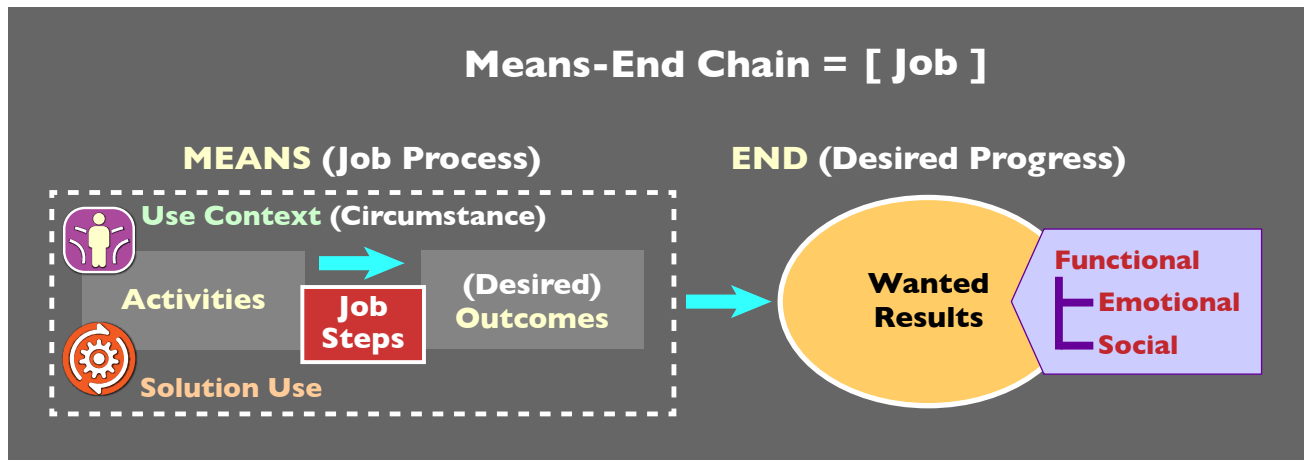 Means-End Chain = [ Job ]
MEANS (Job Process)
END (Desired Progress)
Use Context (Circumstance)
Activities
Job
Steps
(Desired)
Outcomes
Solution Use
Wanted
Results
Functional
Emotional
Social